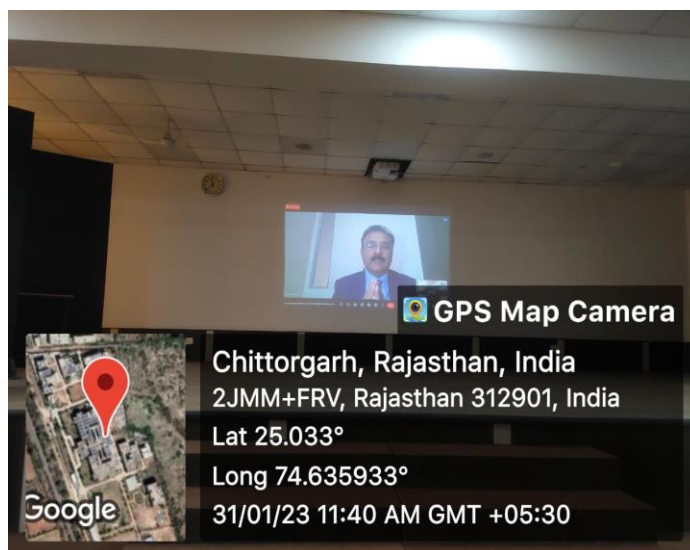 GPS Map Camera
Chittorgarh, Rajasthan, India
2JMM+FRV, Rajasthan 312901, India
Lat 25.033°
Long 74.635933°
31/01/23 11:40 AM GMT +05:30
Google